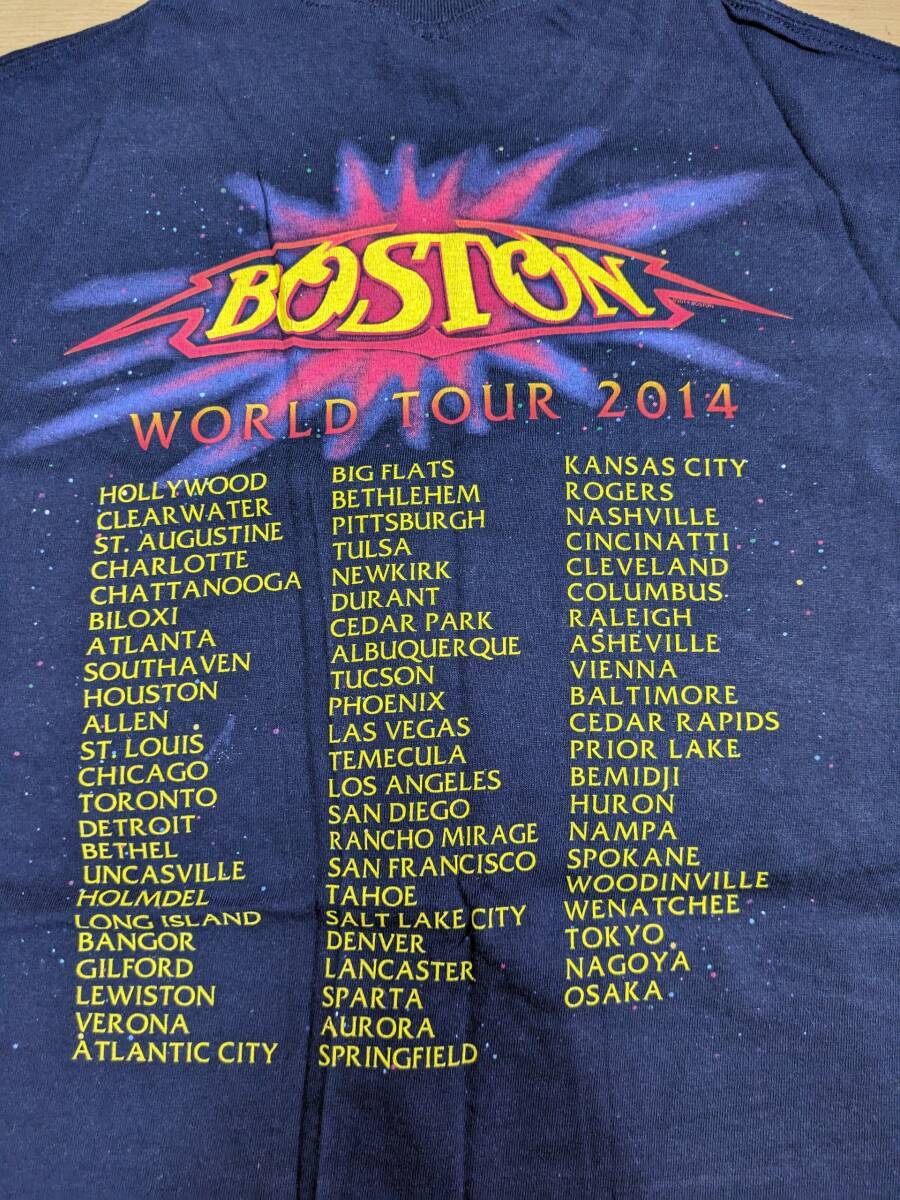 BOSTON
©2014 BOSTON
WORLD TOUR 2014
HOLLYWOOD
CLEARWATER
ST. AUGUSTINE
CHARLOTTE
CHATTANOOGA
BILOXI
ATLANTA
SOUTHAVEN
HOUSTON
ALLEN
ST. LOUIS
CHICAGO
TORONTO
DETROIT
BETHEL
UNCASVILLE
HOLMDEL
LONG ISLAND
BANGOR
GILFORD
LEWISTON
VERONA
ATLANTIC CITY
BIG FLATS
BETHLEHEM
PITTSBURGH
TULSA
NEWKIRK
DURANT
CEDAR PARK
ALBUQUERQUE
TUCSON
PHOENIX
LAS VEGAS
TEMECULA
LOS ANGELES
SAN DIEGO
RANCHO MIRAGE
SAN FRANCISCO
TAHOE
SALT LAKE CITY
DENVER
LANCASTER
SPARTA
AURORA
SPRINGFIELD
KANSAS CITY
ROGERS
NASHVILLE
CINCINATTI
CLEVELAND
COLUMBUS
RALEIGH
ASHEVILLE
VIENNA
BALTIMORE
CEDAR RAPIDS
PRIOR LAKE
BEMIDJI
HURON
NAMPA
SPOKANE
WOODINVILLE
WENATCHEE
TOKYO
NAGOYA
OSAKA